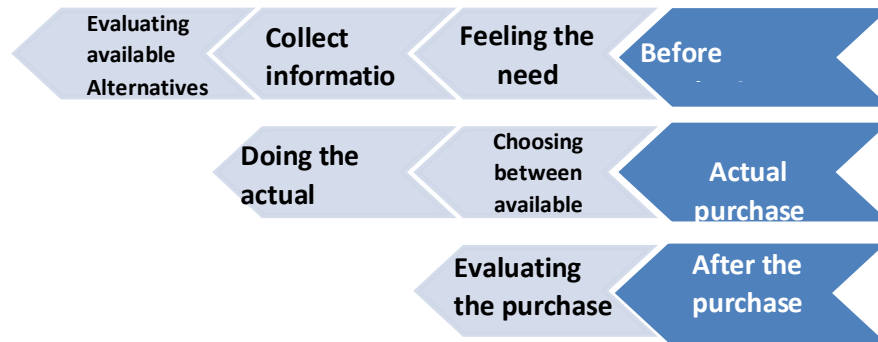 Evaluating
available
Alternatives
Collect
informatio
Feeling the
need
Before
Doing the
actual
Choosing
between
available
Actual
purchase
Evaluating
the purchase
After the
purchase